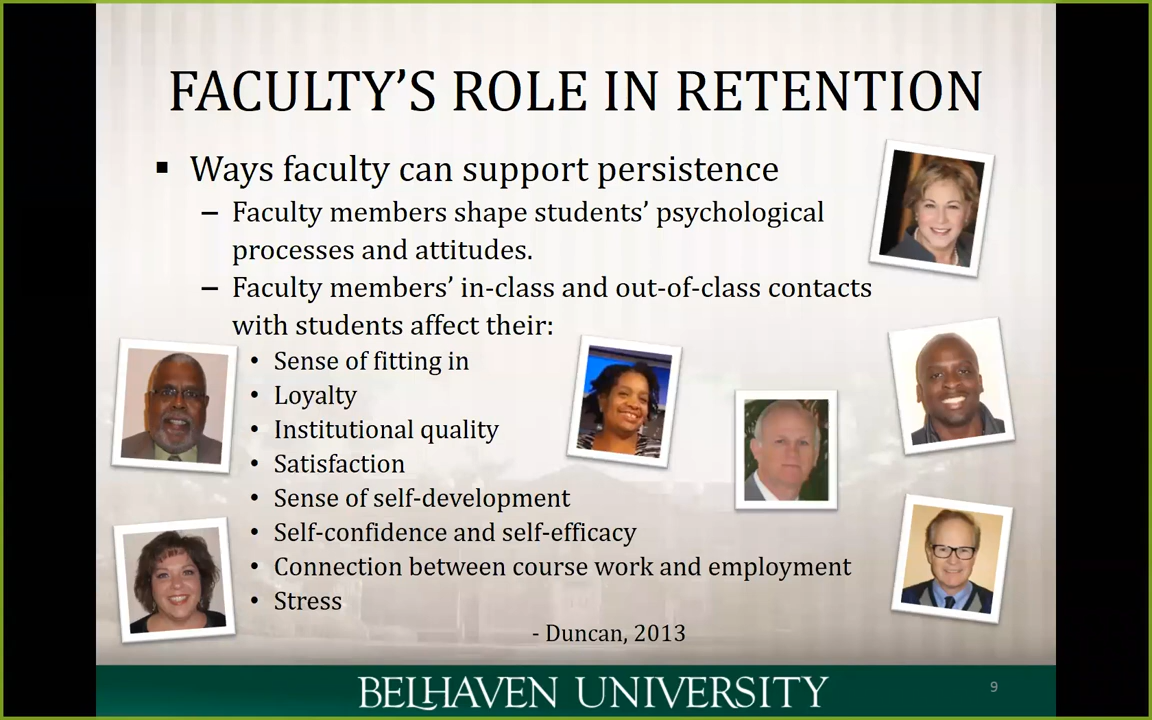 FACULTY’S ROLE IN RETENTION
▪ Ways faculty can support persistence
– Faculty members shape students’ psychological
processes and attitudes.
– Faculty members’ in-class and out-of-class contacts
with students affect their:
• Sense of fitting in
• Loyalty
• Institutional quality
• Satisfaction
• Sense of self-development
• Self-confidence and self-efficacy
• Connection between course work and employment
• Stress
- Duncan, 2013
BELHAVEN UNIVERSITY
9